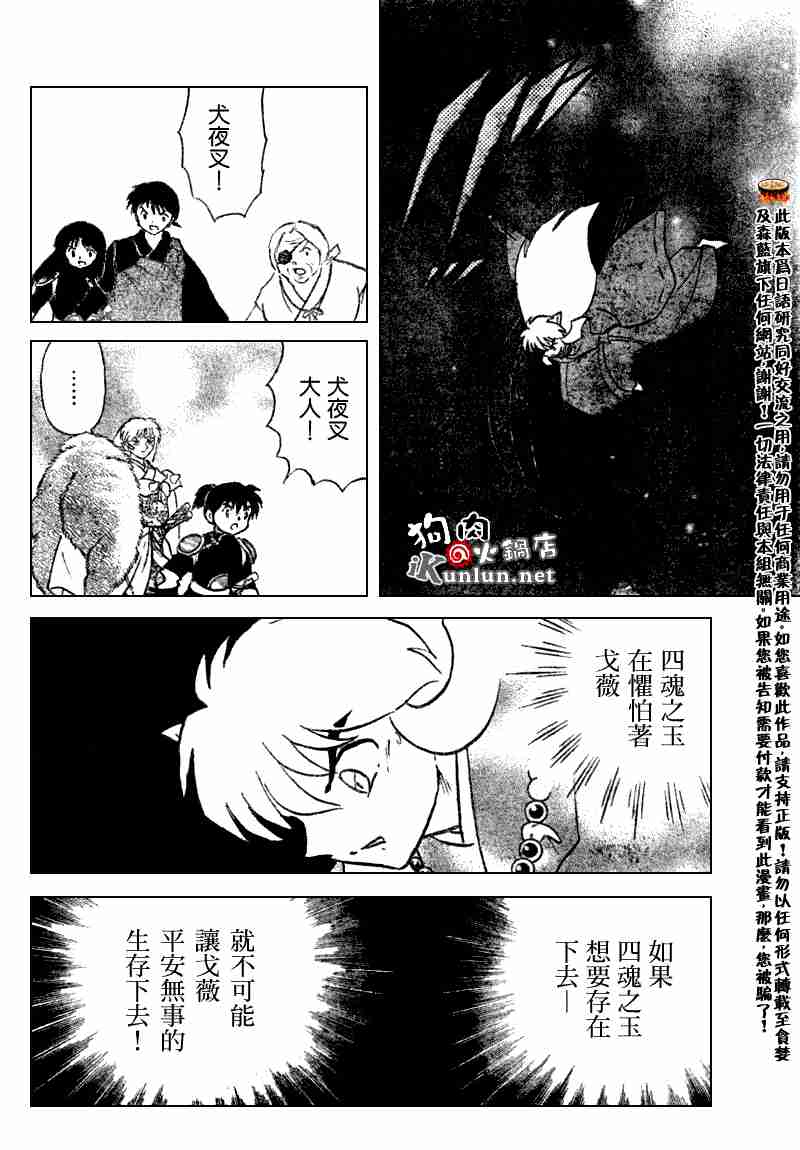 犬夜叉！
犬夜叉
大人！
……
四魂之玉
在懼怕著
戈薇
如果
四魂之玉
想要存在
下去—
就不可能
讓戈薇
平安無事的
生存下去！
狗肉
火鍋店
iKunlun.net
此版本爲日語研究同好交流之用，請勿用于任何商業用途。如您喜歡此作品，請支持正版！請勿以任何形式轉載至貪婪
及森藍旗下任何網站，謝謝！一切法律責任與本組無關。如果您被告知需要付款才能看到此漫畫，那麽，您被騙了！